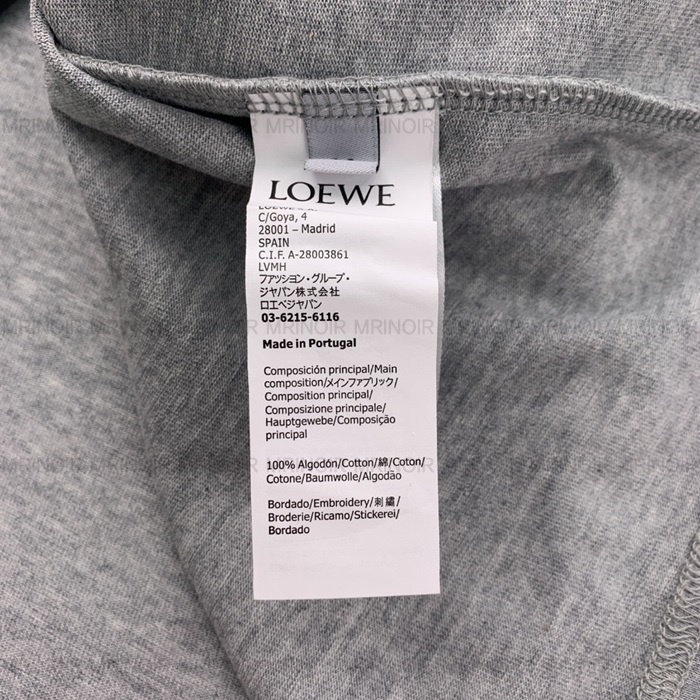 LOEWE
C/Goya, 4
28001 – Madrid
SPAIN
C.I.F. A-28003861
LVMH
ファッション・グループ・
ジャパン株式会社
ロエベジャパン
03-6215-6116
Made in Portugal
Composición principal/Main
composition/メインファブリック/
Composition principal/
Composizione principale/
Hauptgewebe/Composição
principal
100% Algodón/Cotton/綿/Coton/
Cotone/Baumwolle/Algodão
Bordado/Embroidery/刺繍/
Broderie/Ricamo/Stickerei/
Bordado
MRINOIR MRINOIR